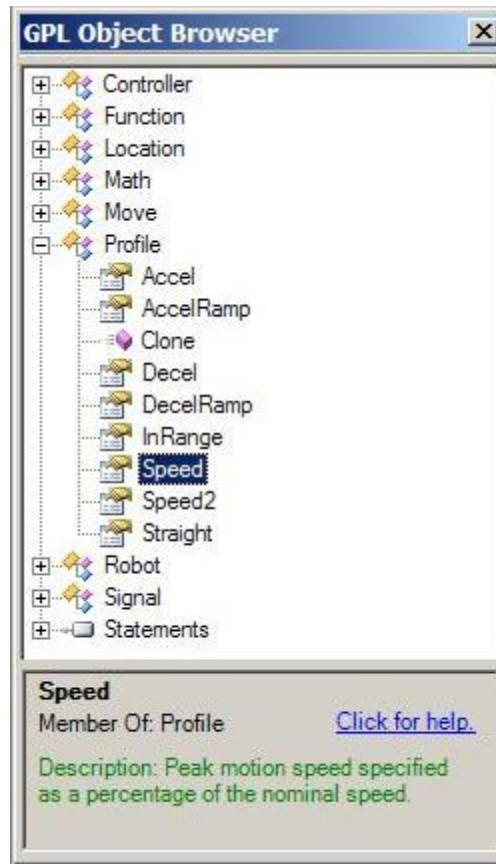 GPL Object Browser
Controller
Function
Location
Math
Move
Profile
Accel
AccelRamp
Clone
Decel
DecelRamp
InRange
Speed
Speed2
Straight
Robot
Signal
Statements
Speed
Member Of: Profile Click for help.
Description: Peak motion speed specified
as a percentage of the nominal speed.